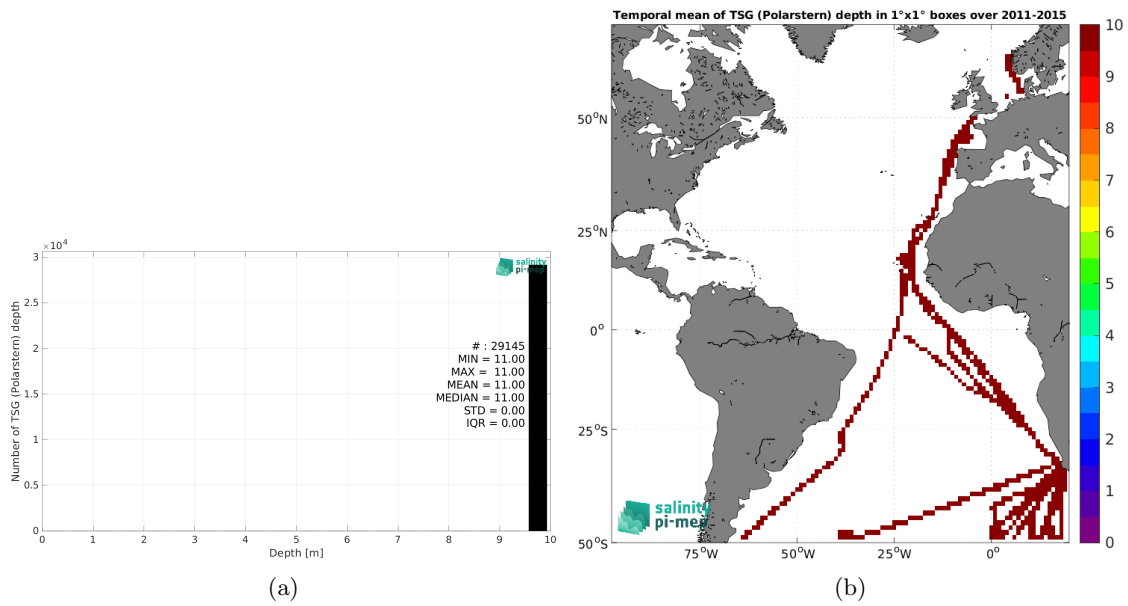 ×10⁴
3
2.5
2
1.5
1
0.5
0
Number of TSG (Polarstern) depth
salinity
pi-mep
# : 29145
MIN = 11.00
MAX = 11.00
MEAN = 11.00
MEDIAN = 11.00
STD = 0.00
IQR = 0.00
0 1 2 3 4 5 6 7 8 9 10
Depth [m]
(a)
Temporal mean of TSG (Polarstern) depth in 1°x1° boxes over 2011-2015
50°N
25°N
0°
25°S
50°S
salinity
pi-mep
75°W 50°W 25°W 0°
10
9
8
7
6
5
4
3
2
1
0
(b)